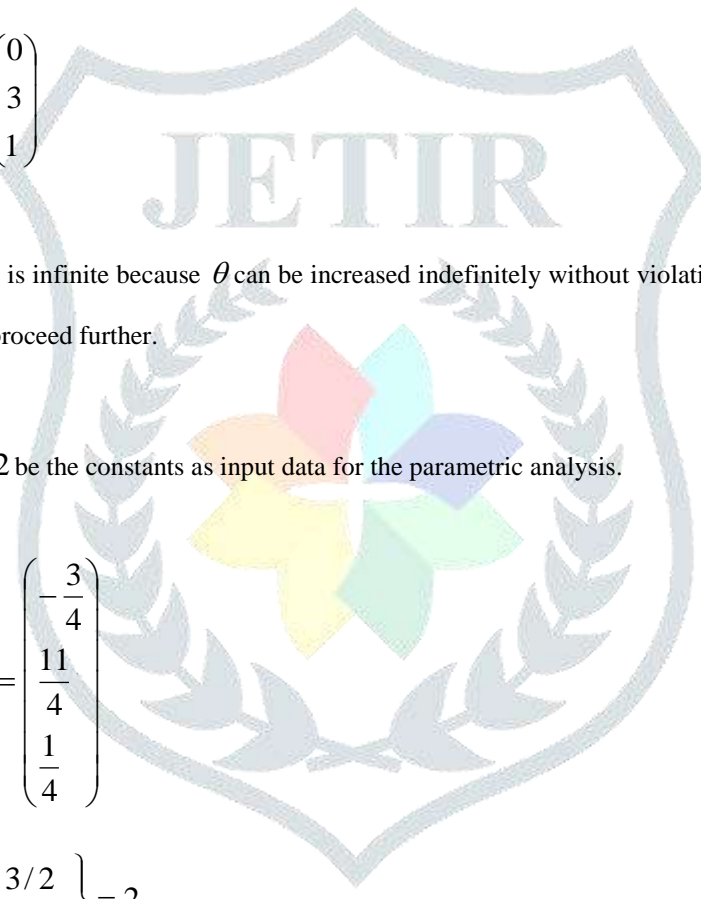 0
3
1
JETIR
is infinite because θ can be increased indefinitely without
proceed further.
2 be the constants as input data for the parametric analysis.
= ( -3/4
11/4
1/4 )
3/2 } = 2